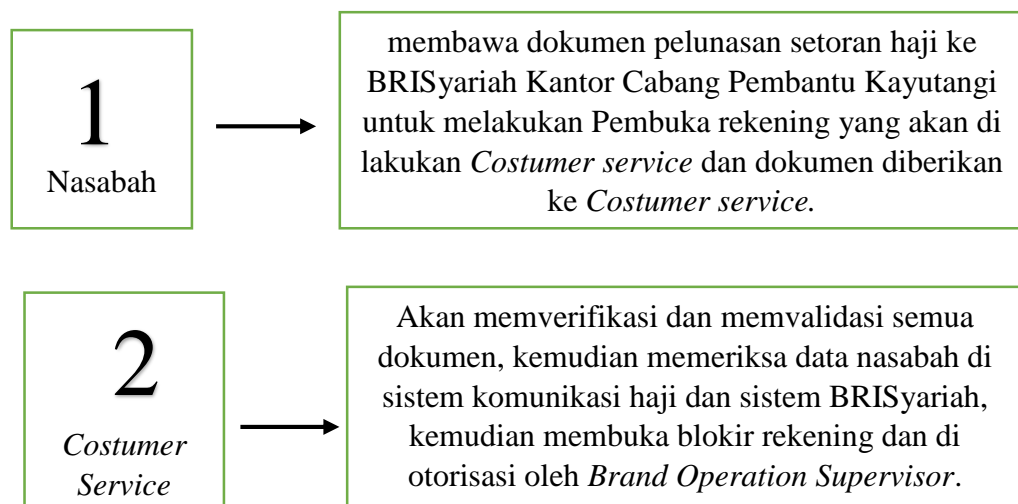 1
Nasabah
membawa dokumen pelunasan setoran haji ke
BRISyariah Kantor Cabang Pembantu Kayutangi
untuk melakukan Pembuka rekening yang akan di
lakukan Costumer service dan dokumen diberikan
ke Costumer service.
2
Costumer
Service
Akan memverifikasi dan memvalidasi semua
dokumen, kemudian memeriksa data nasabah di
sistem komunikasi haji dan sistem BRISyariah,
kemudian membuka blokir rekening dan di
otorisasi oleh Brand Operation Supervisor.